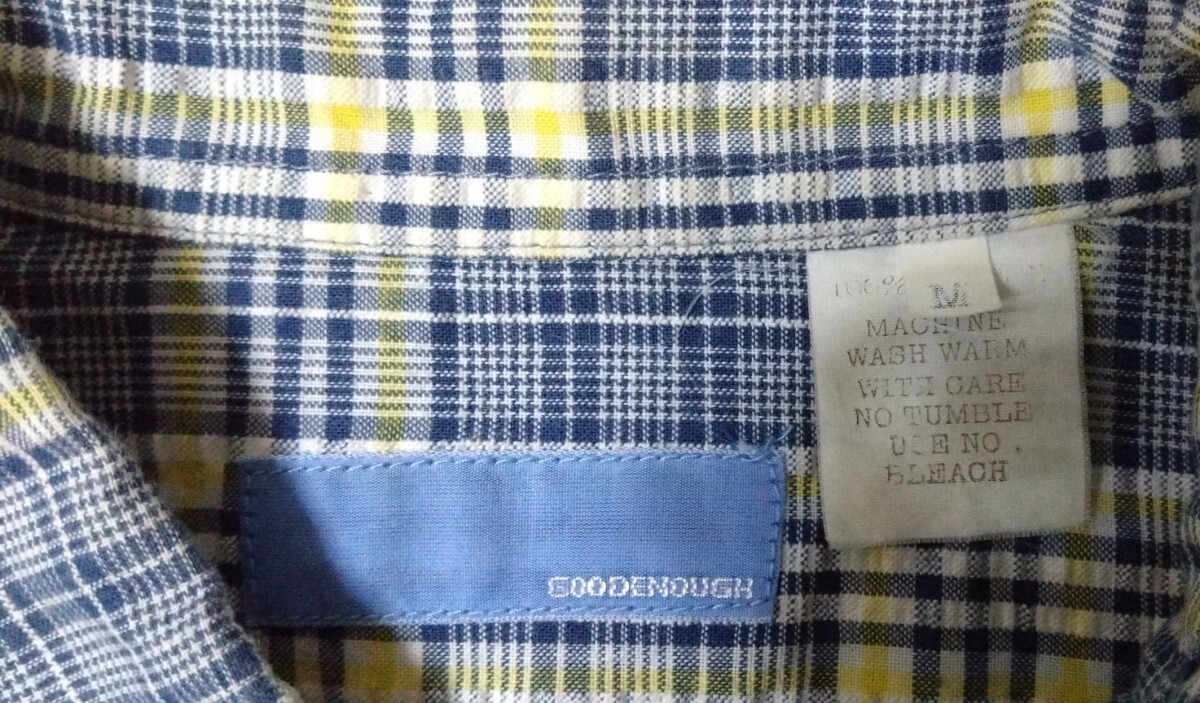 100%
M
MACHINE
WASH WARM
WITH CARE
NO TUMBLE
USE NO
BLEACH
GOODENOUGH